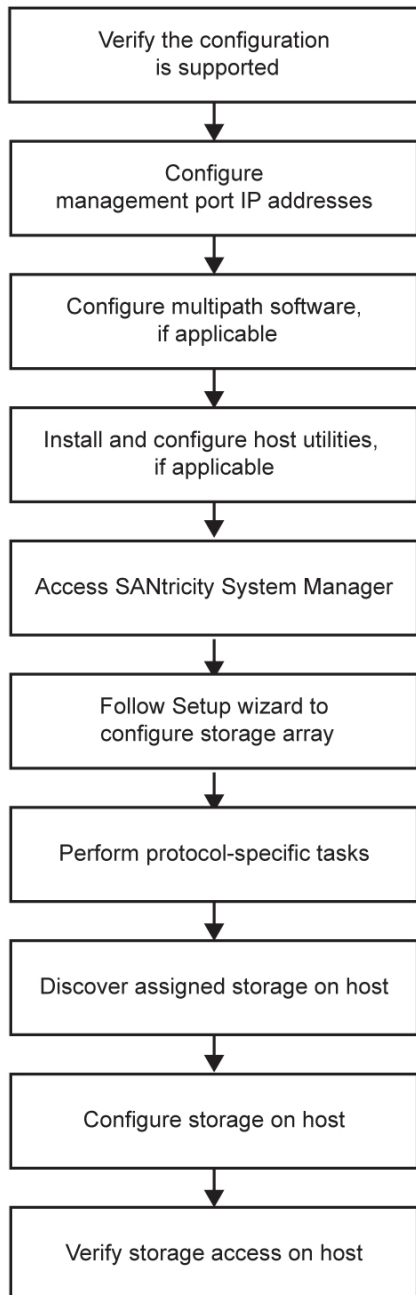 Verify the configuration
is supported
Configure
management port IP addresses
Configure multipath software,
if applicable
Install and configure host utilities,
if applicable
Access SANtricity System Manager
Follow Setup wizard to
configure storage array
Perform protocol-specific tasks
Discover assigned storage on host
Configure storage on host
Verify storage access on host